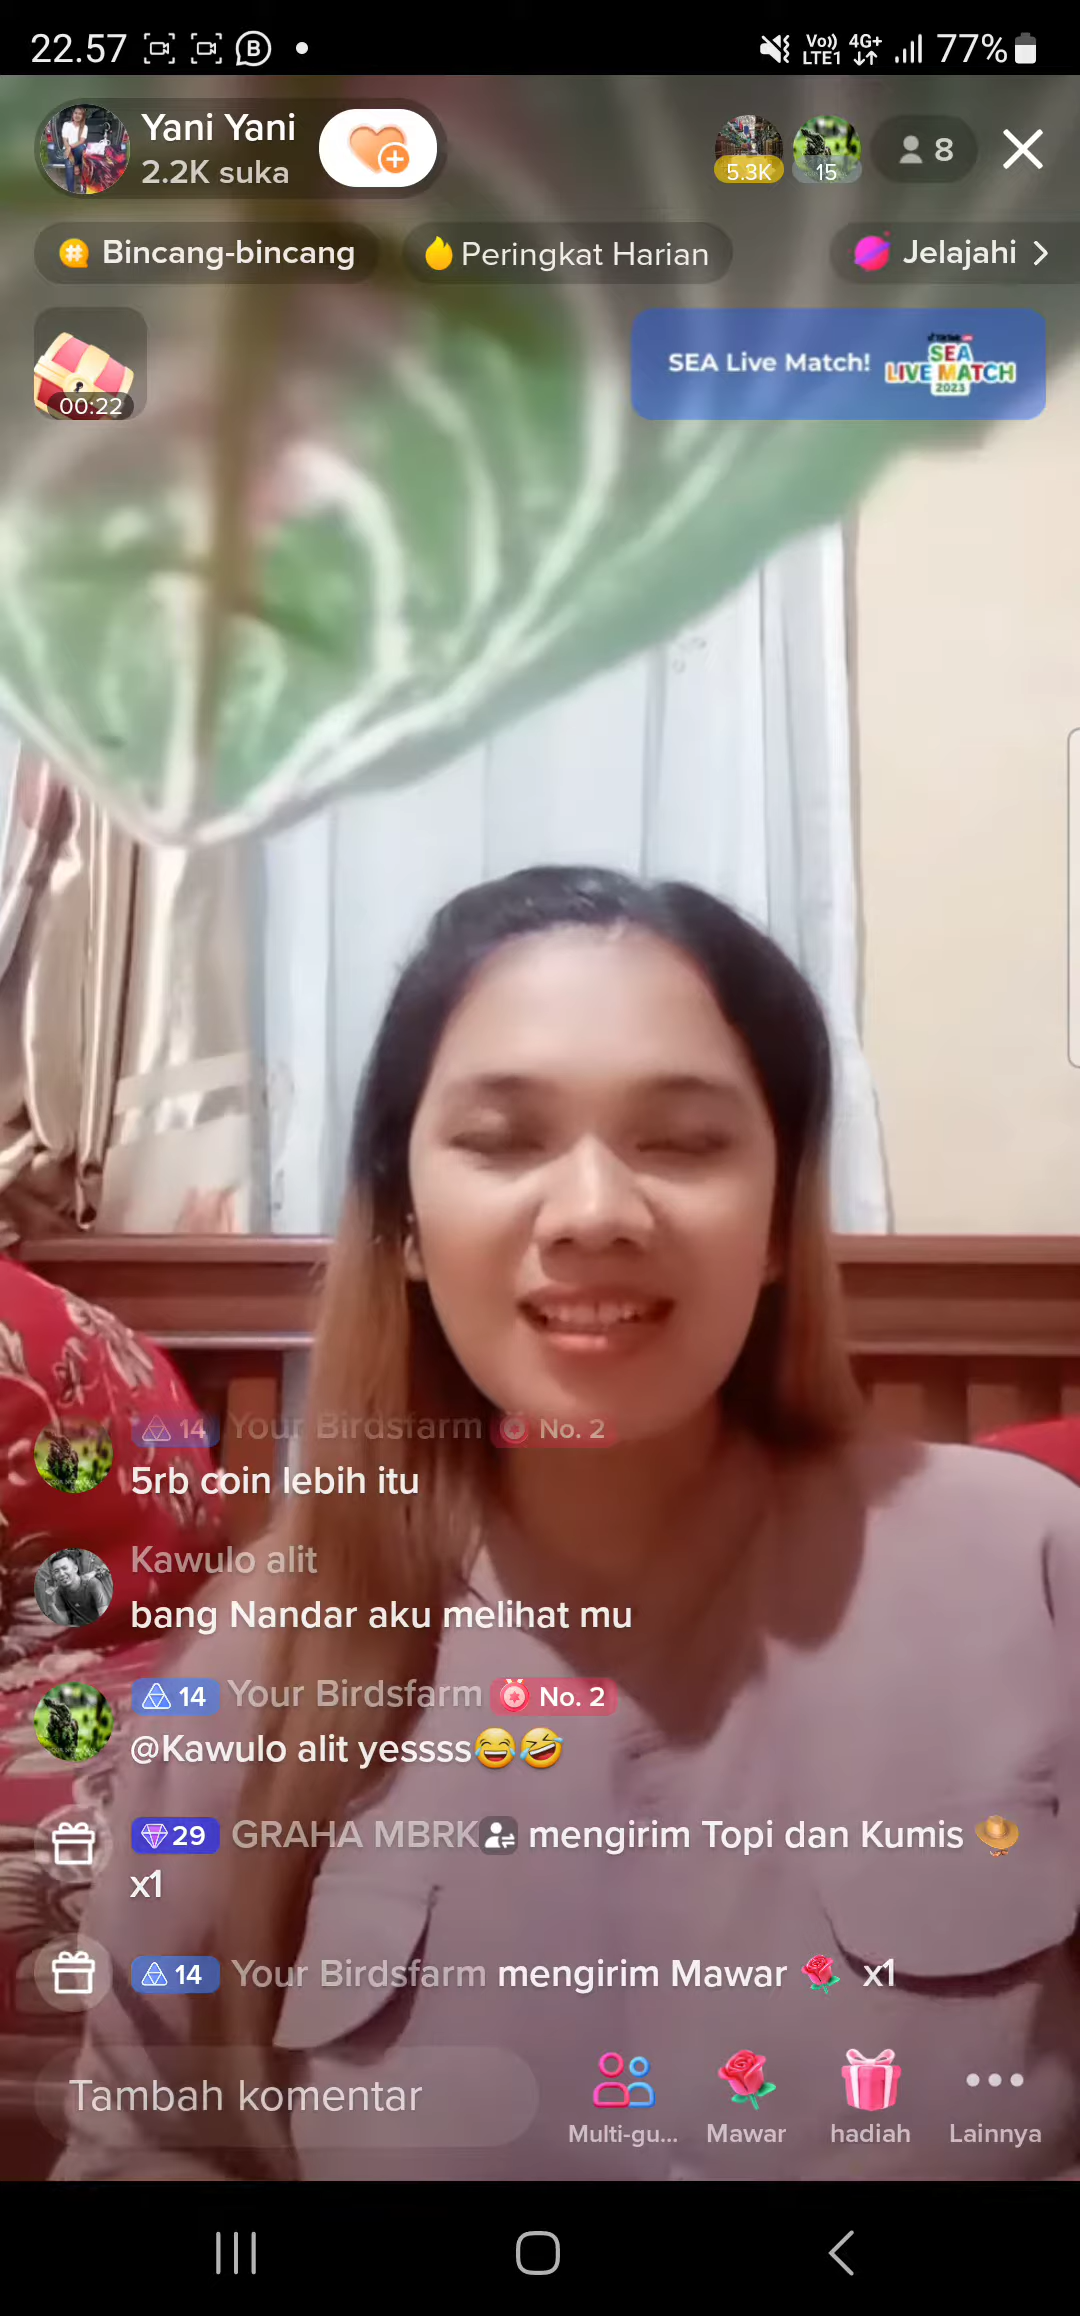 22.57
B
Vo)) LTE1 4G+ 77%
Yani Yani
2.2K suka
5.3K
15
8
Bincang-bincang
Peringkat Harian
Jelajahi
00:22
SEA Live Match!
SEA
LIVE MATCH
2023
14 Your Birdsfarm No. 2
5rb coin lebih itu
Kawulo alit
bang Nandar aku melihat mu
14 Your Birdsfarm No. 2
@Kawulo alit yessss😂🤣
29 GRAHA MBRK mengirim Topi dan Kumis
x1
14 Your Birdsfarm mengirim Mawar 🌹 x1
Tambah komentar
Multi-gu...
Mawar
hadiah
Lainnya